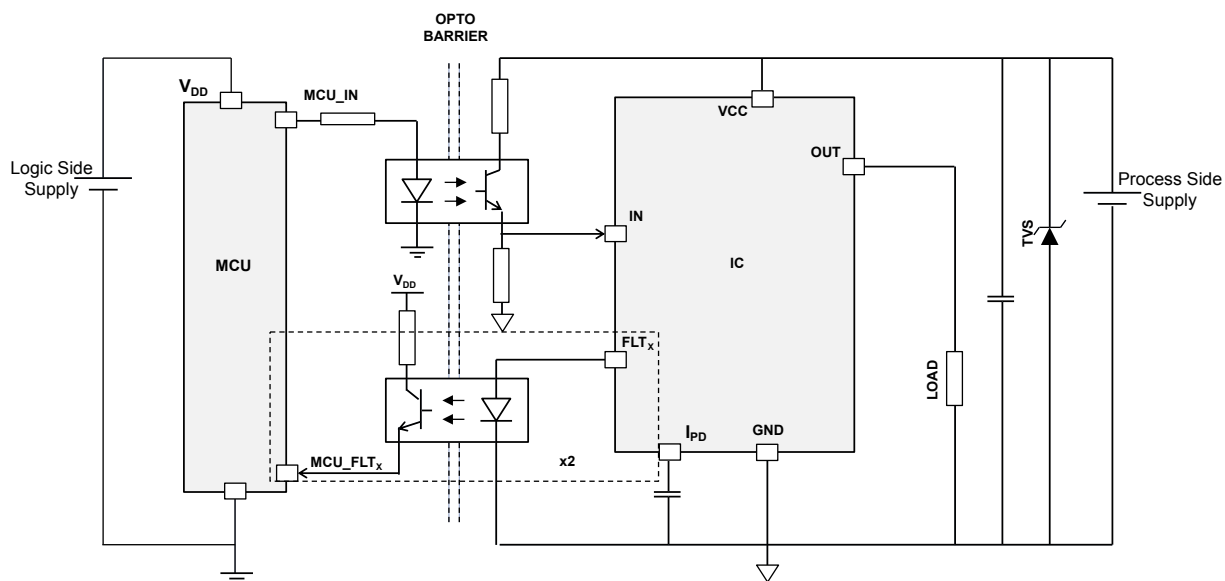 OPTO
BARRIER
V_DD
MCU_IN
VCC
OUT
Logic Side
Supply
Process Side
Supply
IN
TVS
MCU
IC
V_DD
FLT_X
LOAD
I_PD
GND
MCU_FLT_X
x2